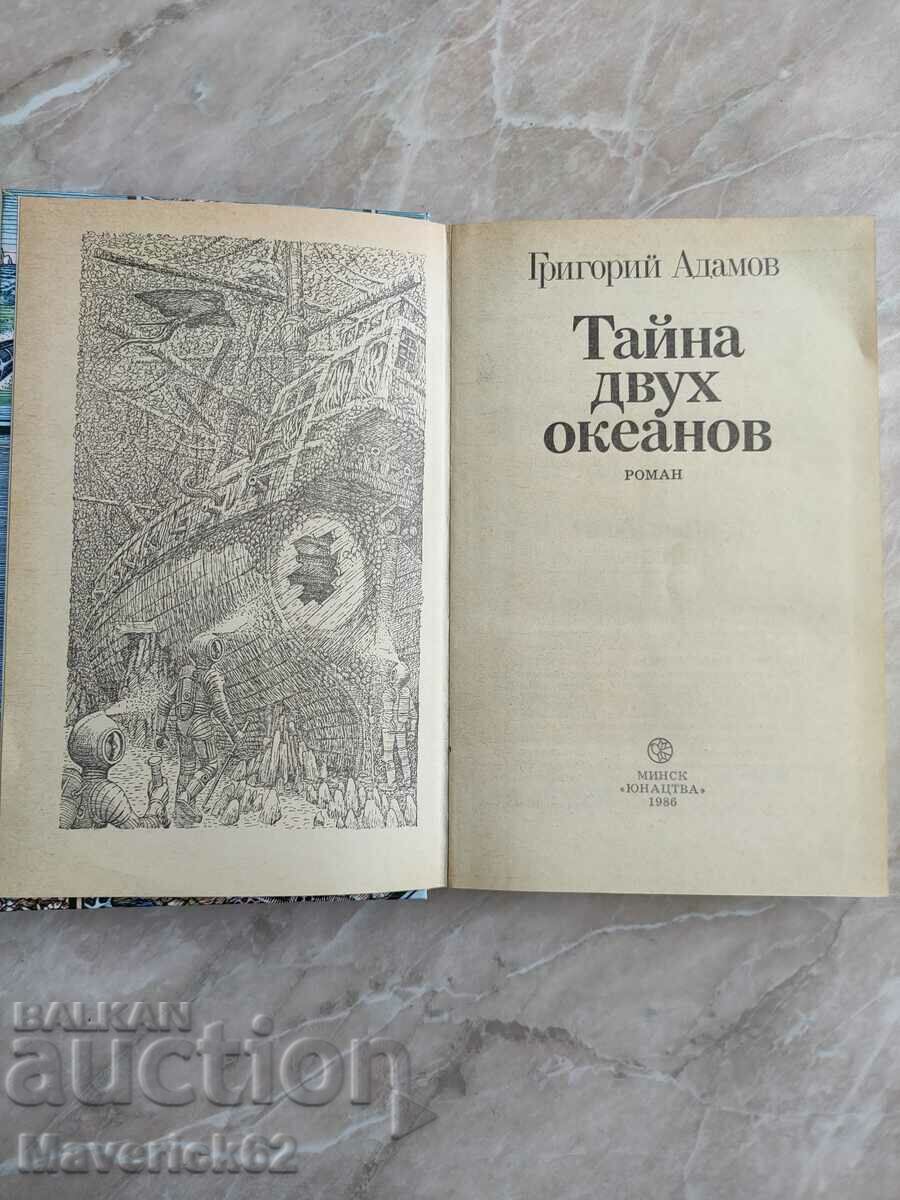 Григорий Адамов
Тайна
двух
океанов
РОМАН
МИНСК
«ЮНАЦТВА»
1986
BALKAN
auction
Maverick62